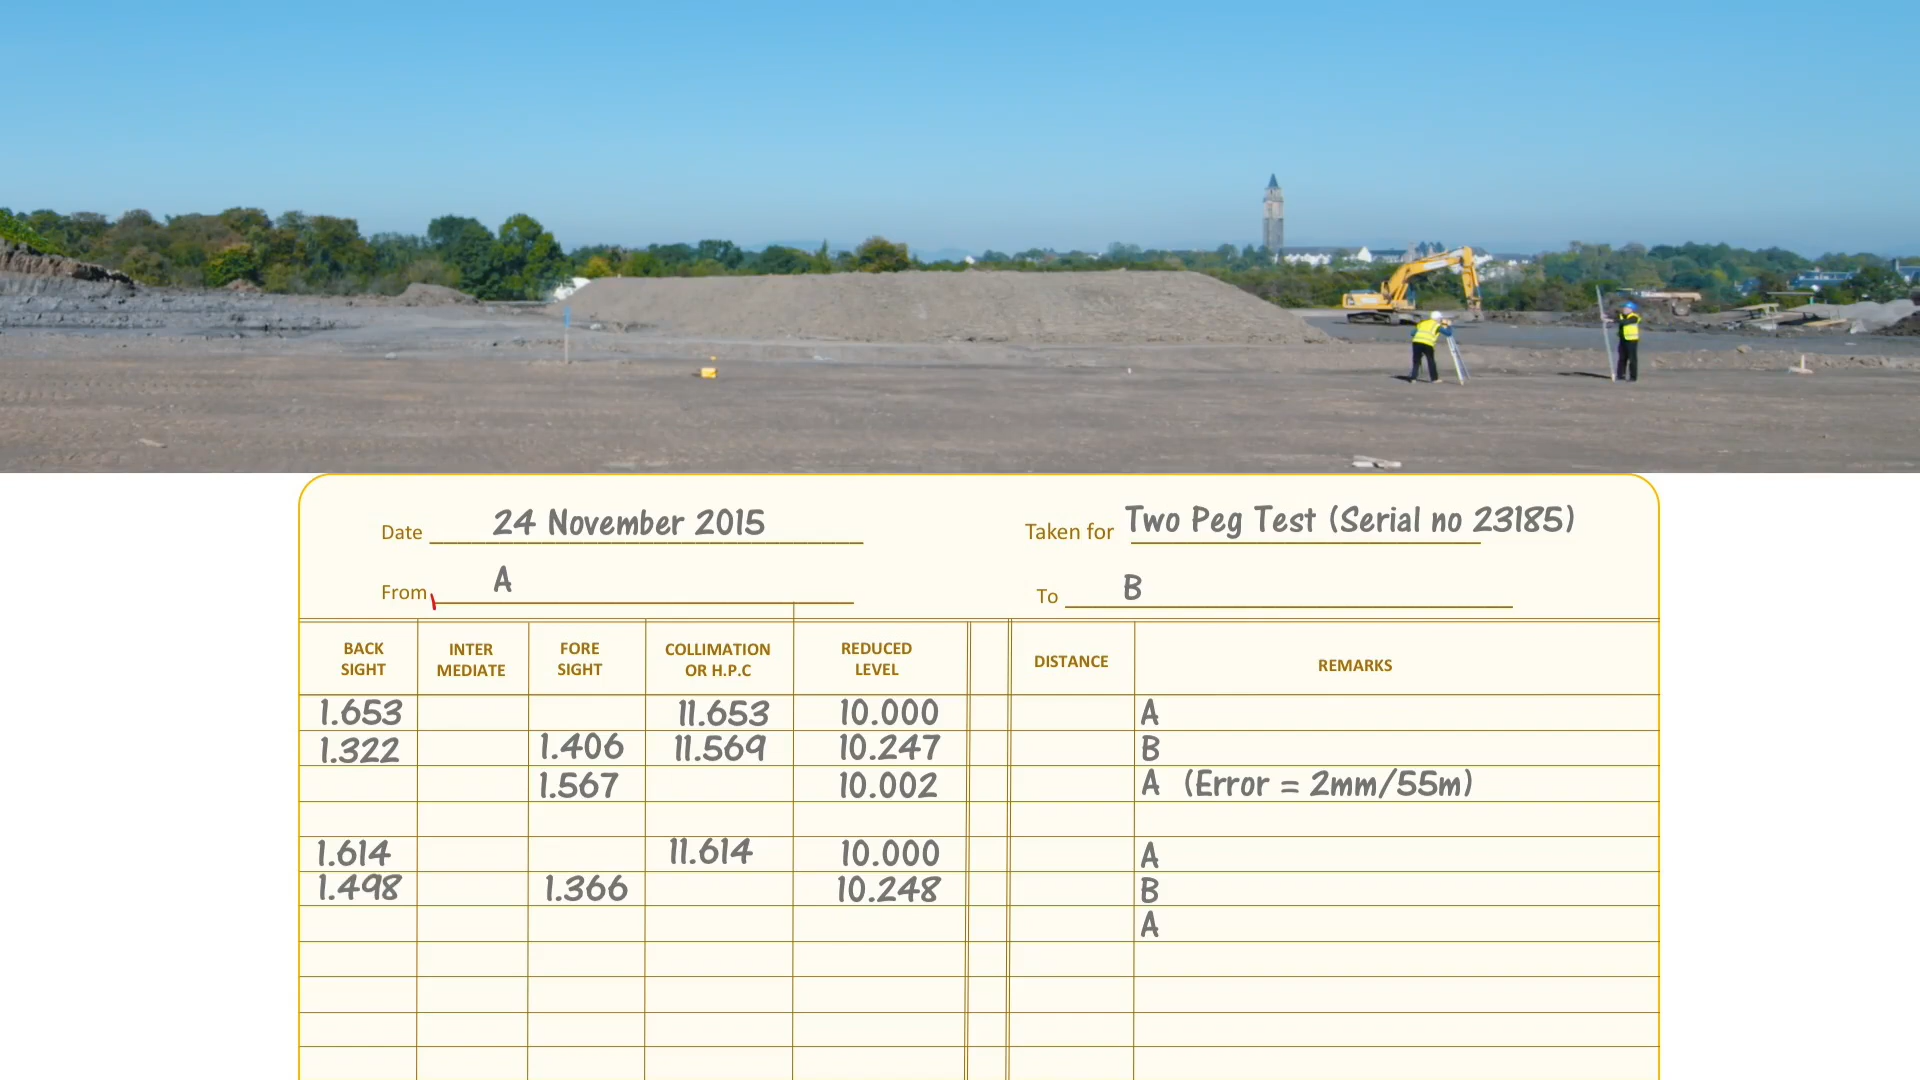 Date 24 November 2015 Taken for Two Peg Test (Serial no 23185)
From A To B
BACK SIGHT INTER MEDIATE FORE SIGHT COLLIMATION OR H.P.C REDUCED LEVEL DISTANCE REMARKS
1.653 11.653 10.000 A
1.322 1.406 11.569 10.247 B
1.567 10.002 A (Error = 2mm/55m)
1.614 11.614 10.000 A
1.498 1.366 10.248 B
A